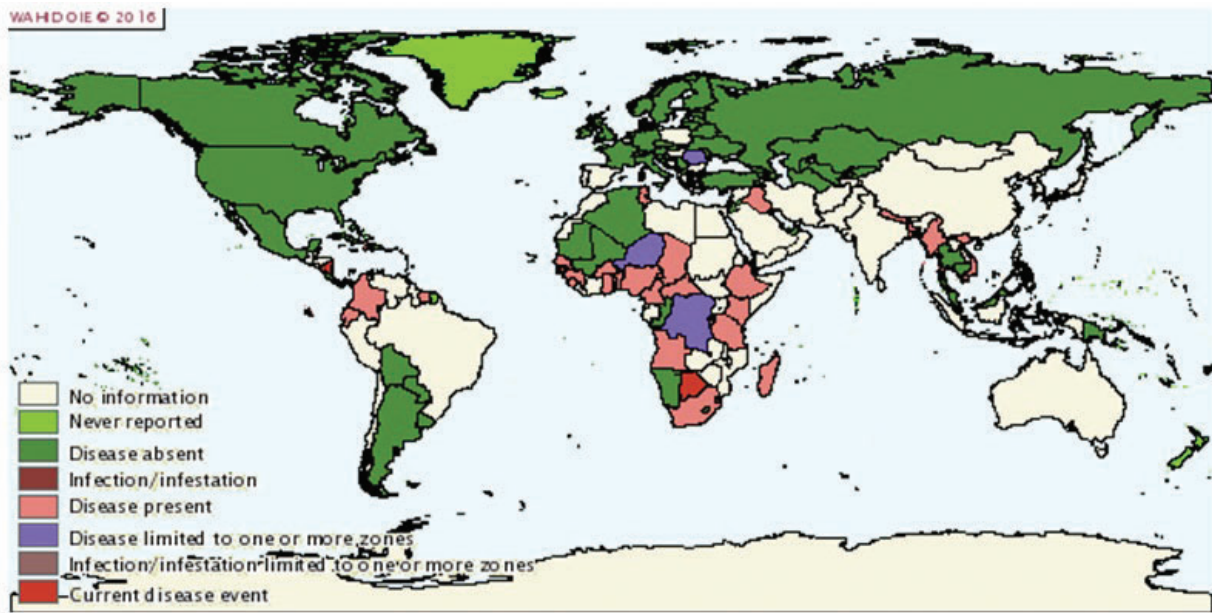 WAHIDOIE © 2016
No information
Never reported
Disease absent
Infection/infestation
Disease present
Disease limited to one or more zones
Infection/infestation limited to one or more zones
Current disease event